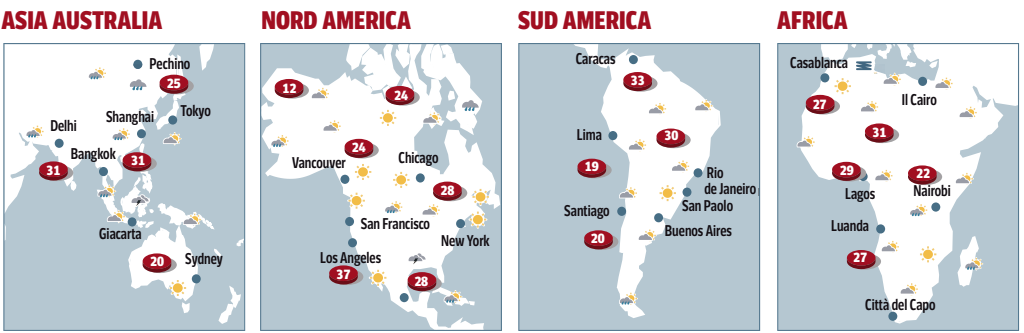 ASIA AUSTRALIA
Pechino
25
Shanghai
Tokyo
Delhi
Bangkok
31
31
Giacarta
20
Sydney
NORD AMERICA
12
24
24
Vancouver
Chicago
28
San Francisco
New York
Los Angeles
37
28
SUD AMERICA
Caracas
33
Lima
30
19
Rio
de Janeiro
San Paolo
Santiago
Buenos Aires
20
AFRICA
Casablanca
Il Cairo
27
31
29
22
Lagos
Nairobi
Luanda
27
Città del Capo